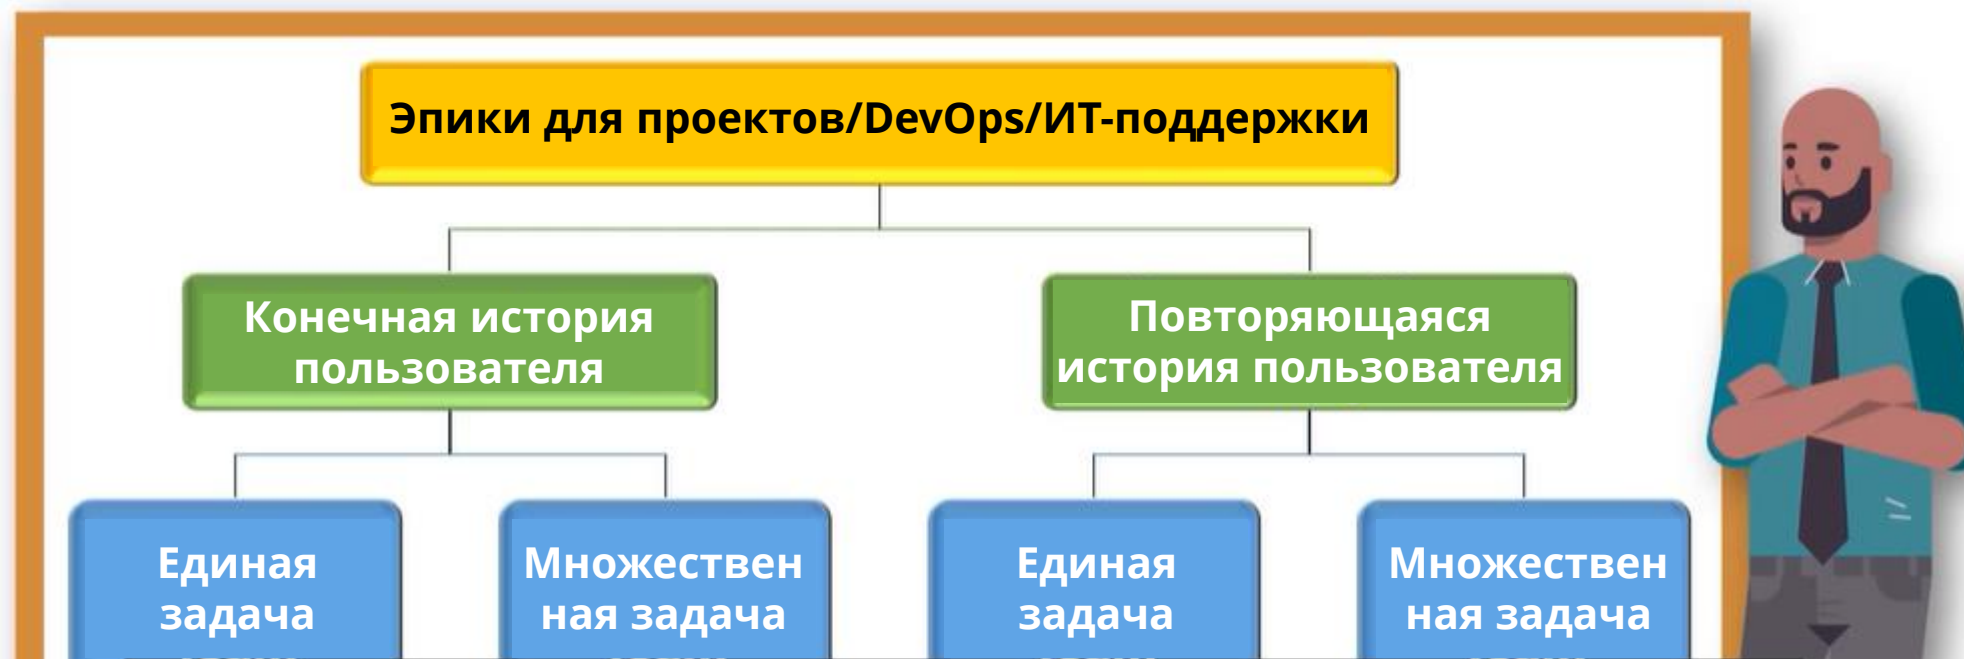 Эпики для проектов/DevOps/ИТ-поддержки
Конечная история
пользователя
Повторяющаяся
история пользователя
Единая
задача
Множествен
ная задача
Единая
задача
Множествен
ная задача